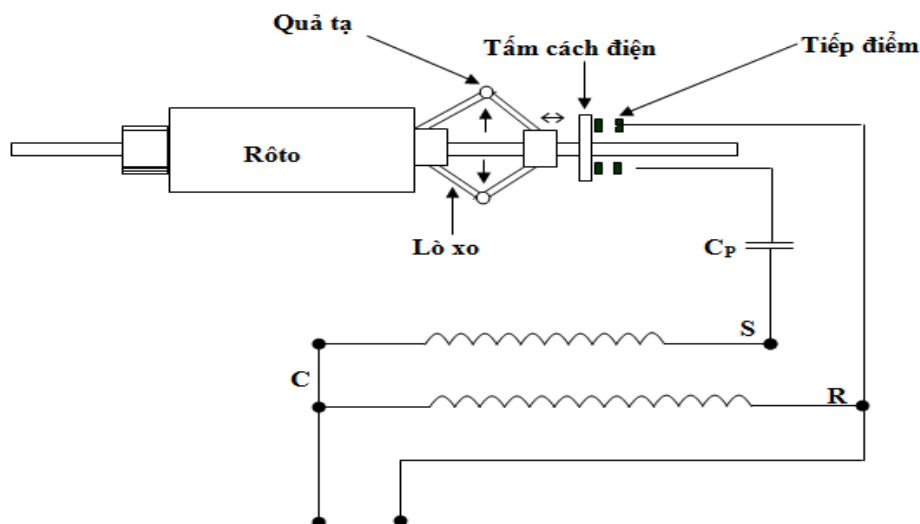 Quả tạ
Tấm cách điện
Tiếp điểm
Rôto
Lò xo
CP
S
C
R